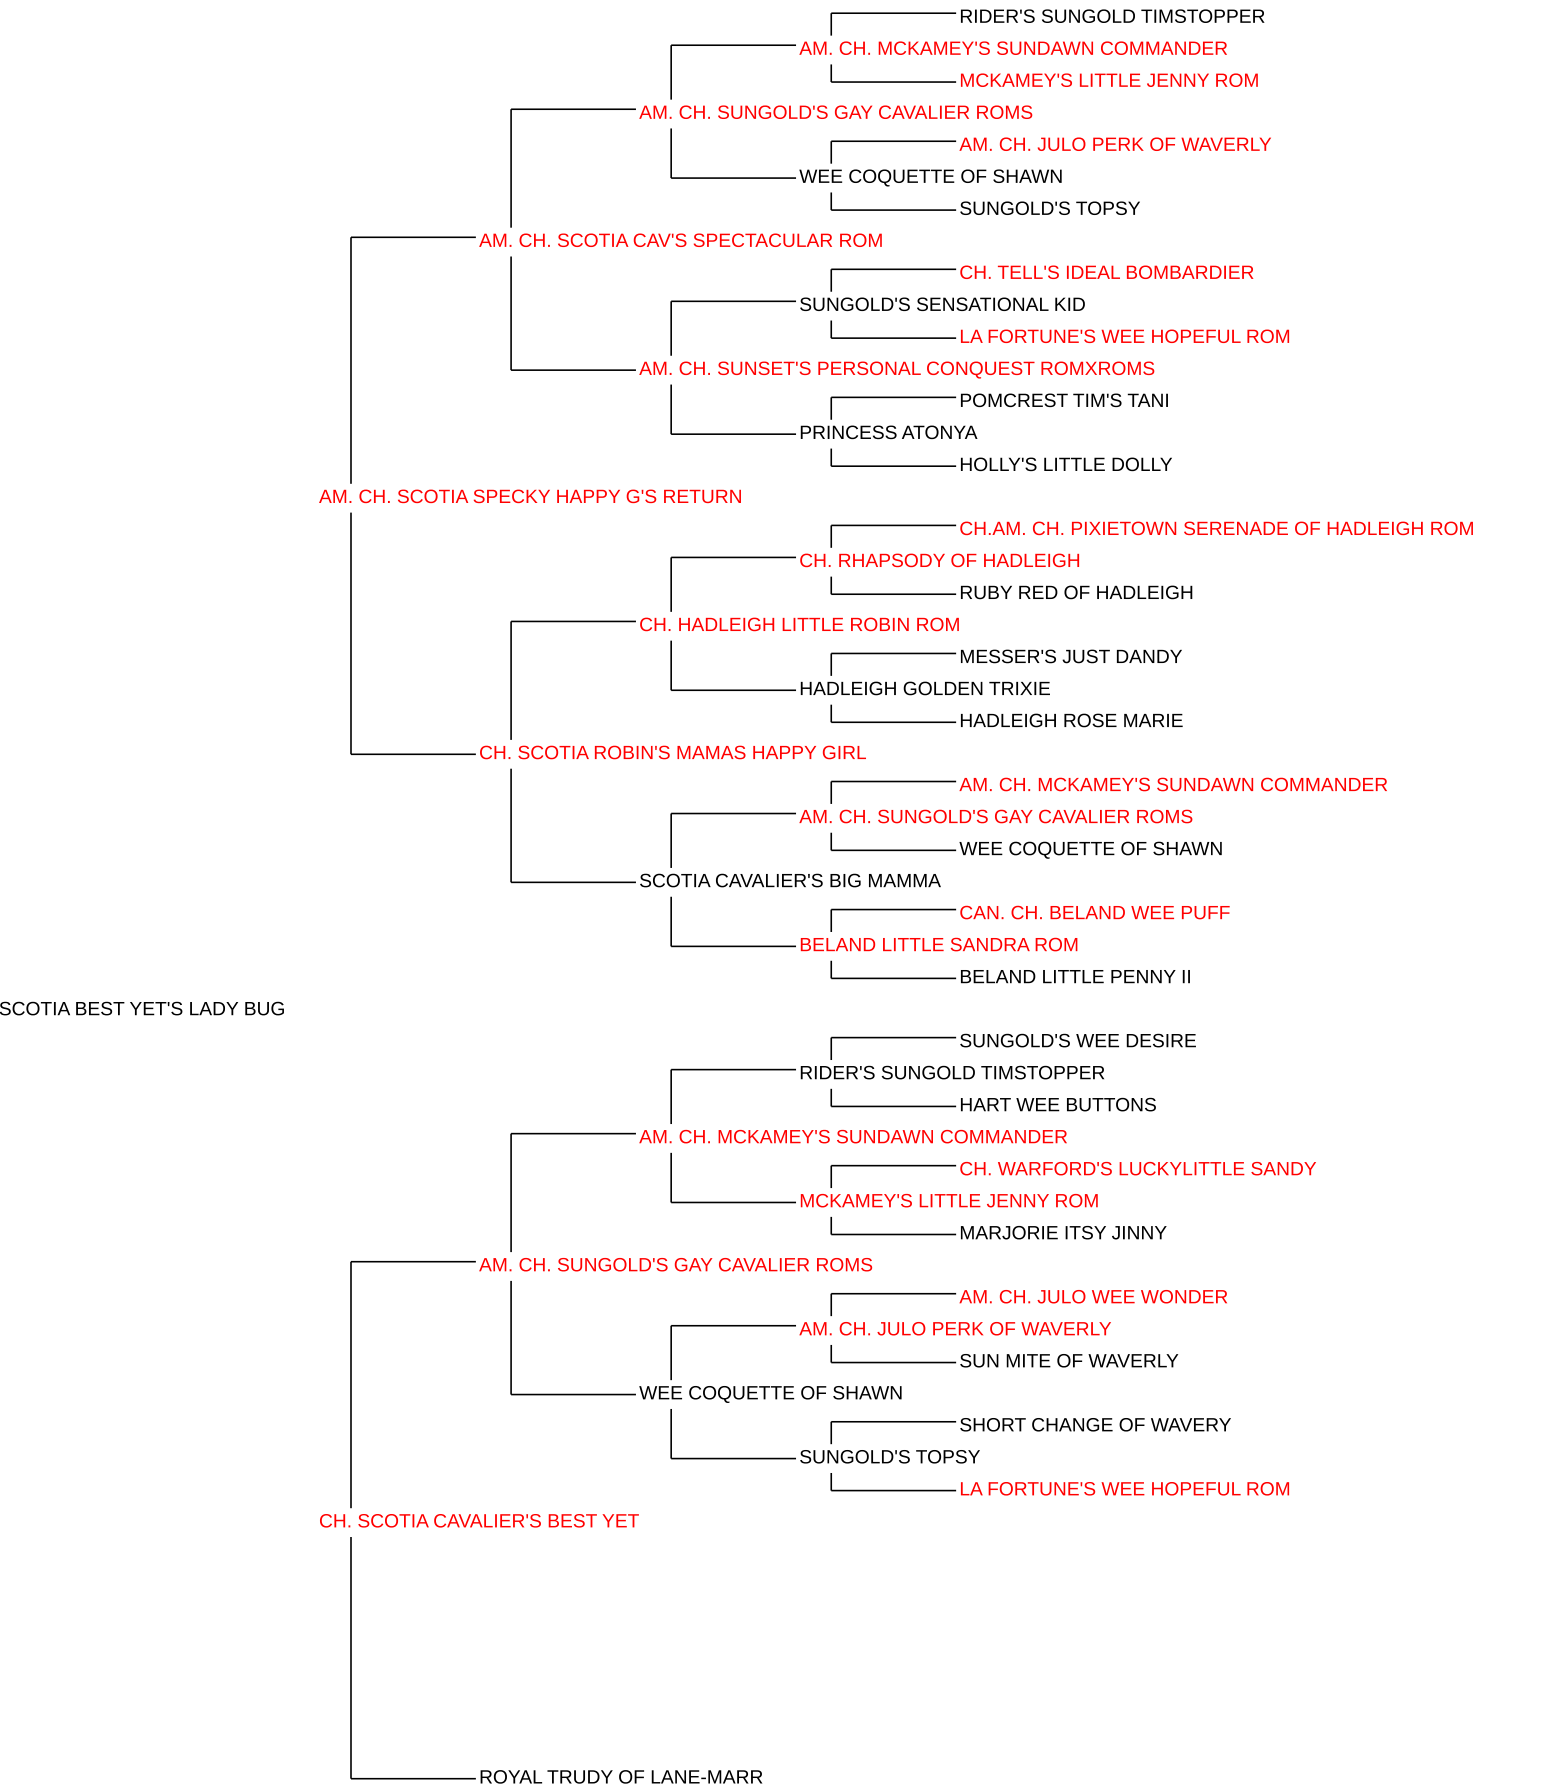 RIDER'S SUNGOLD TIMSTOPPER
AM. CH. MCKAMEY'S SUNDAWN COMMANDER
MCKAMEY'S LITTLE JENNY ROM
AM. CH. SUNGOLD'S GAY CAVALIER ROMS
AM. CH. JULO PERK OF WAVERLY
WEE COQUETTE OF SHAWN
SUNGOLD'S TOPSY
AM. CH. SCOTIA CAV'S SPECTACULAR ROM
CH. TELL'S IDEAL BOMBARDIER
SUNGOLD'S SENSATIONAL KID
LA FORTUNE'S WEE HOPEFUL ROM
AM. CH. SUNSET'S PERSONAL CONQUEST ROMXROMS
POMCREST TIM'S TANI
PRINCESS ATONYA
HOLLY'S LITTLE DOLLY
AM. CH. SCOTIA SPECKY HAPPY G'S RETURN
CH.AM. CH. PIXIETOWN SERENADE OF HADLEIGH ROM
CH. RHAPSODY OF HADLEIGH
RUBY RED OF HADLEIGH
CH. HADLEIGH LITTLE ROBIN ROM
MESSER'S JUST DANDY
HADLEIGH GOLDEN TRIXIE
HADLEIGH ROSE MARIE
CH. SCOTIA ROBIN'S MAMAS HAPPY GIRL
AM. CH. MCKAMEY'S SUNDAWN COMMANDER
AM. CH. SUNGOLD'S GAY CAVALIER ROMS
WEE COQUETTE OF SHAWN
SCOTIA CAVALIER'S BIG MAMMA
CAN. CH. BELAND WEE PUFF
BELAND LITTLE SANDRA ROM
BELAND LITTLE PENNY II
SCOTIA BEST YET'S LADY BUG
SUNGOLD'S WEE DESIRE
RIDER'S SUNGOLD TIMSTOPPER
HART WEE BUTTONS
AM. CH. MCKAMEY'S SUNDAWN COMMANDER
CH. WARFORD'S LUCKYLITTLE SANDY
MCKAMEY'S LITTLE JENNY ROM
MARJORIE ITSY JINNY
AM. CH. SUNGOLD'S GAY CAVALIER ROMS
AM. CH. JULO WEE WONDER
AM. CH. JULO PERK OF WAVERLY
SUN MITE OF WAVERLY
WEE COQUETTE OF SHAWN
SHORT CHANGE OF WAVERY
SUNGOLD'S TOPSY
LA FORTUNE'S WEE HOPEFUL ROM
CH. SCOTIA CAVALIER'S BEST YET
ROYAL TRUDY OF LANE-MARR